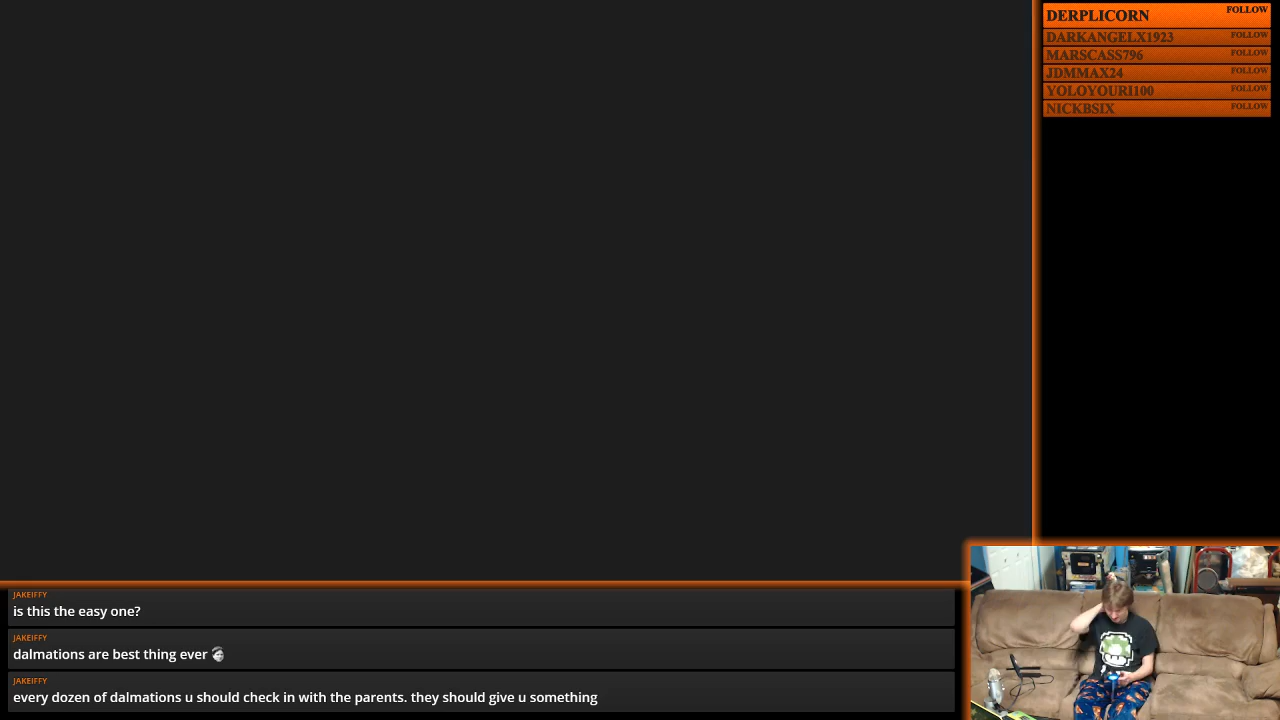 DERPLICORN FOLLOW
DARKANGELX1923 FOLLOW
MARSCASS796 FOLLOW
JDMMAX24 FOLLOW
YOLOYOURI100 FOLLOW
NICKBSIX FOLLOW
JAKEIFFY
is this the easy one?
JAKEIFFY
dalmations are best thing ever
JAKEIFFY
every dozen of dalmations u should check in with the parents. they should give u something